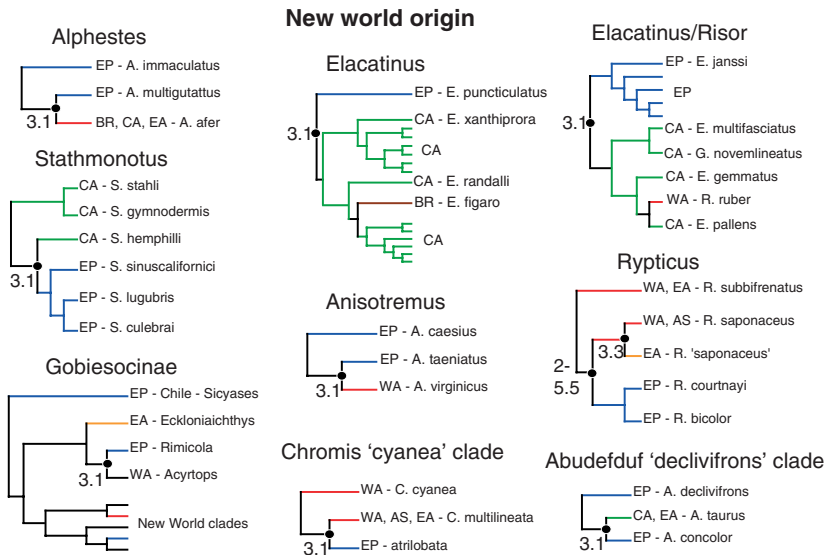 New world origin
Alphestes
EP - A. immaculatus
EP - A. multigutattus
BR, CA, EA - A. afer
3.1
Stathmonotus
CA - S. stahli
CA - S. gymnodermis
CA - S. hemphilli
3.1
EP - S. sinuscalifornici
EP - S. lugubris
EP - S. culebrai
Gobiesocinae
EP - Chile - Sicyases
EA - Eckloniaichthys
EP - Rimicola
3.1
WA - Acyrtops
New World clades
Elacatinus
EP - E. puncticulatus
3.1
CA - E. xanthiprora
CA
CA - E. randalli
BR - E. figaro
CA
Anisotremus
EP - A. caesius
EP - A. taeniatus
3.1
WA - A. virginicus
Chromis ‘cyanea’ clade
WA - C. cyanea
WA, AS, EA - C. multilineata
3.1
EP - atrilobata
Elacatinus/Risor
EP - E. janssi
EP
3.1
CA - E. multifasciatus
CA - G. novemlineatus
CA - E. gemmatus
WA - R. ruber
CA - E. pallens
Rypticus
WA, EA - R. subbifrenatus
WA, AS - R. saponaceus
3.3
EA - R. 'saponaceus'
2-
5.5
EP - R. courtnayi
EP - R. bicolor
Abudefduf ‘declivifrons’ clade
EP - A. declivifrons
CA, EA - A. taurus
3.1
EP - A. concolor